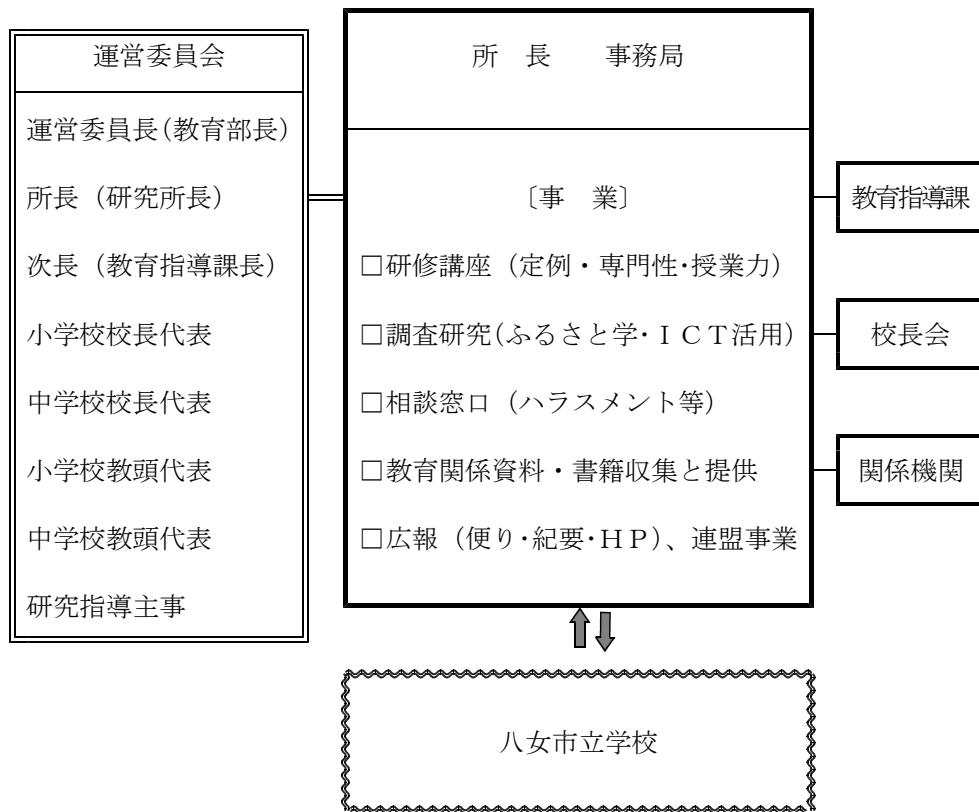 運営委員会
運営委員長(教育部長)
所長（研究所長）
次長（教育指導課長）
小学校校長代表
中学校校長代表
小学校教頭代表
中学校教頭代表
研究指導主事
所　長　　事務局
〔事　業〕
□研修講座（定例・専門性・授業力）
□調査研究(ふるさと学・ＩＣＴ活用）
□相談窓口（ハラスメント等）
□教育関係資料・書籍収集と提供
□広報（便り・紀要・ＨＰ）、連盟事業
教育指導課
校長会
関係機関
八女市立学校